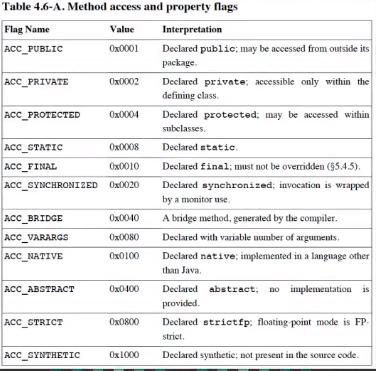 Table 4.6-A. Method access and property flags
Flag Name Value Interpretation
ACC_PUBLIC 0x0001 Declared public; may be accessed from outside its
package.
ACC_PRIVATE 0x0002 Declared private; accessible only within the
defining class.
ACC_PROTECTED 0x0004 Declared protected; may be accessed within
subclasses.
ACC_STATIC 0x0008 Declared static.
ACC_FINAL 0x0010 Declared final; must not be overridden (§5.4.5).
ACC_SYNCHRONIZED 0x0020 Declared synchronized; invocation is wrapped
by a monitor use.
ACC_BRIDGE 0x0040 A bridge method, generated by the compiler.
ACC_VARARGS 0x0080 Declared with variable number of arguments.
ACC_NATIVE 0x0100 Declared native; implemented in a language other
than Java.
ACC_ABSTRACT 0x0400 Declared abstract; no implementation is
provided.
ACC_STRICT 0x0800 Declared strictfp; floating-point mode is FP-
strict.
ACC_SYNTHETIC 0x1000 Declared synthetic; not present in the source code.